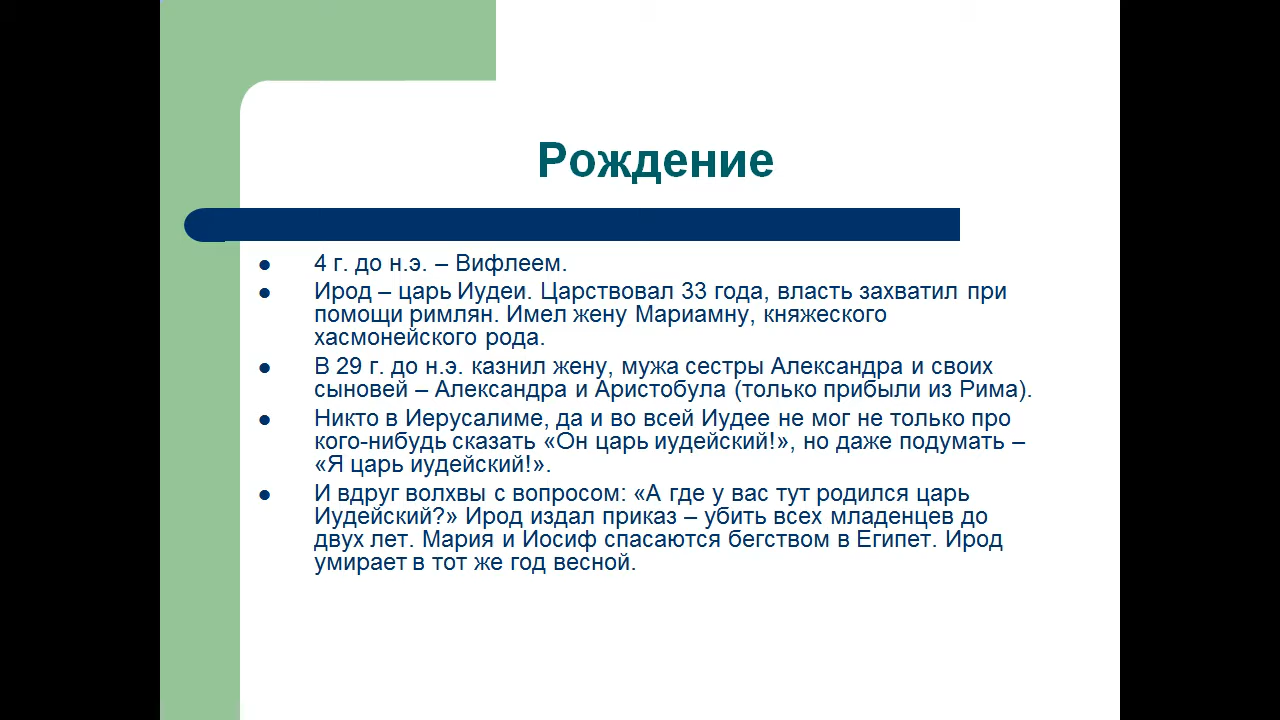 Рождение
4 г. до н.э. – Вифлеем.
Ирод – царь Иудеи. Царствовал 33 года, власть захватил при
помощи римлян. Имел жену Мариамну, княжеского
хасмонейского рода.
В 29 г. до н.э. казнил жену, мужа сестры Александра и своих
сыновей – Александра и Аристобула (только прибыли из Рима).
Никто в Иерусалиме, да и во всей Иудее не мог не только про
кого-нибудь сказать «Он царь иудейский!», но даже подумать –
«Я царь иудейский!».
И вдруг волхвы с вопросом: «А где у вас тут родился царь
Иудейский?» Ирод издал приказ – убить всех младенцев до
двух лет. Мария и Иосиф спасаются бегством в Египет. Ирод
умирает в тот же год весной.